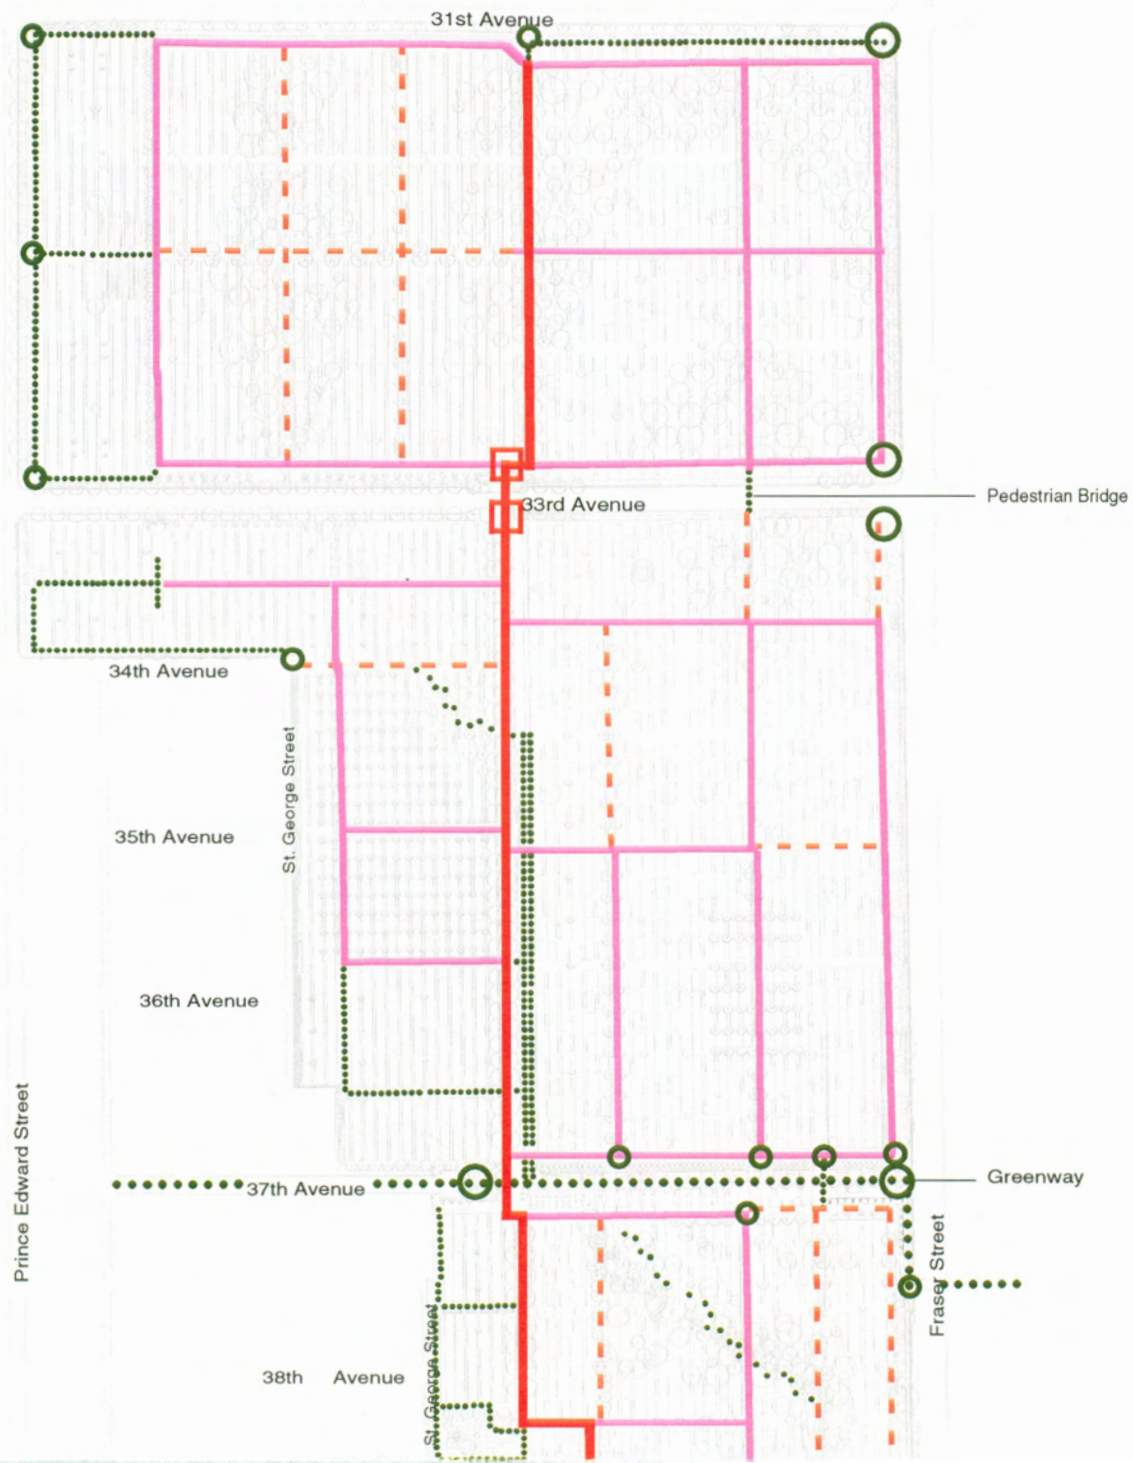 31st Avenue
Pedestrian Bridge
33rd Avenue
34th Avenue
St. George Street
35th Avenue
36th Avenue
Prince Edward Street
37th Avenue
Greenway
Fraser Street
St. George Street
38th Avenue